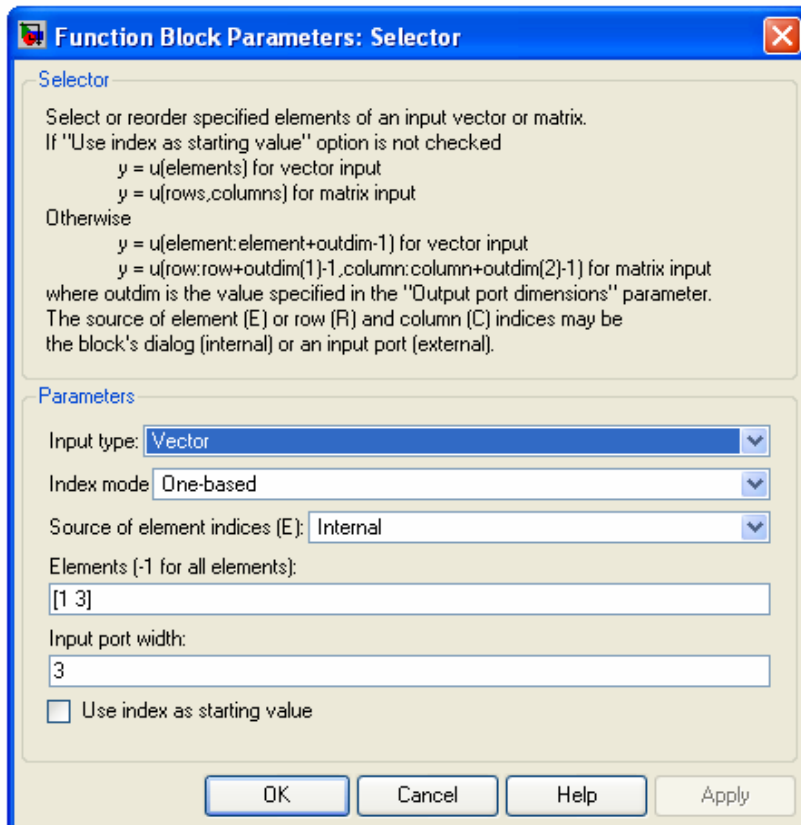 Function Block Parameters: Selector
Selector
Select or reorder specified elements of an input vector or matrix.
If "Use index as starting value" option is not checked
y = u(elements) for vector input
y = u(rows,columns) for matrix input
Otherwise
y = u(element:element+outdim-1) for vector input
y = u(row:row+outdim(1)-1,column:column+outdim(2)-1) for matrix input
where outdim is the value specified in the "Output port dimensions" parameter.
The source of element (E) or row (R) and column (C) indices may be
the block's dialog (internal) or an input port (external).
Parameters
Input type: Vector
Index mode One-based
Source of element indices (E): Internal
Elements (-1 for all elements):
[1 3]
Input port width:
3
Use index as starting value
OK Cancel Help Apply